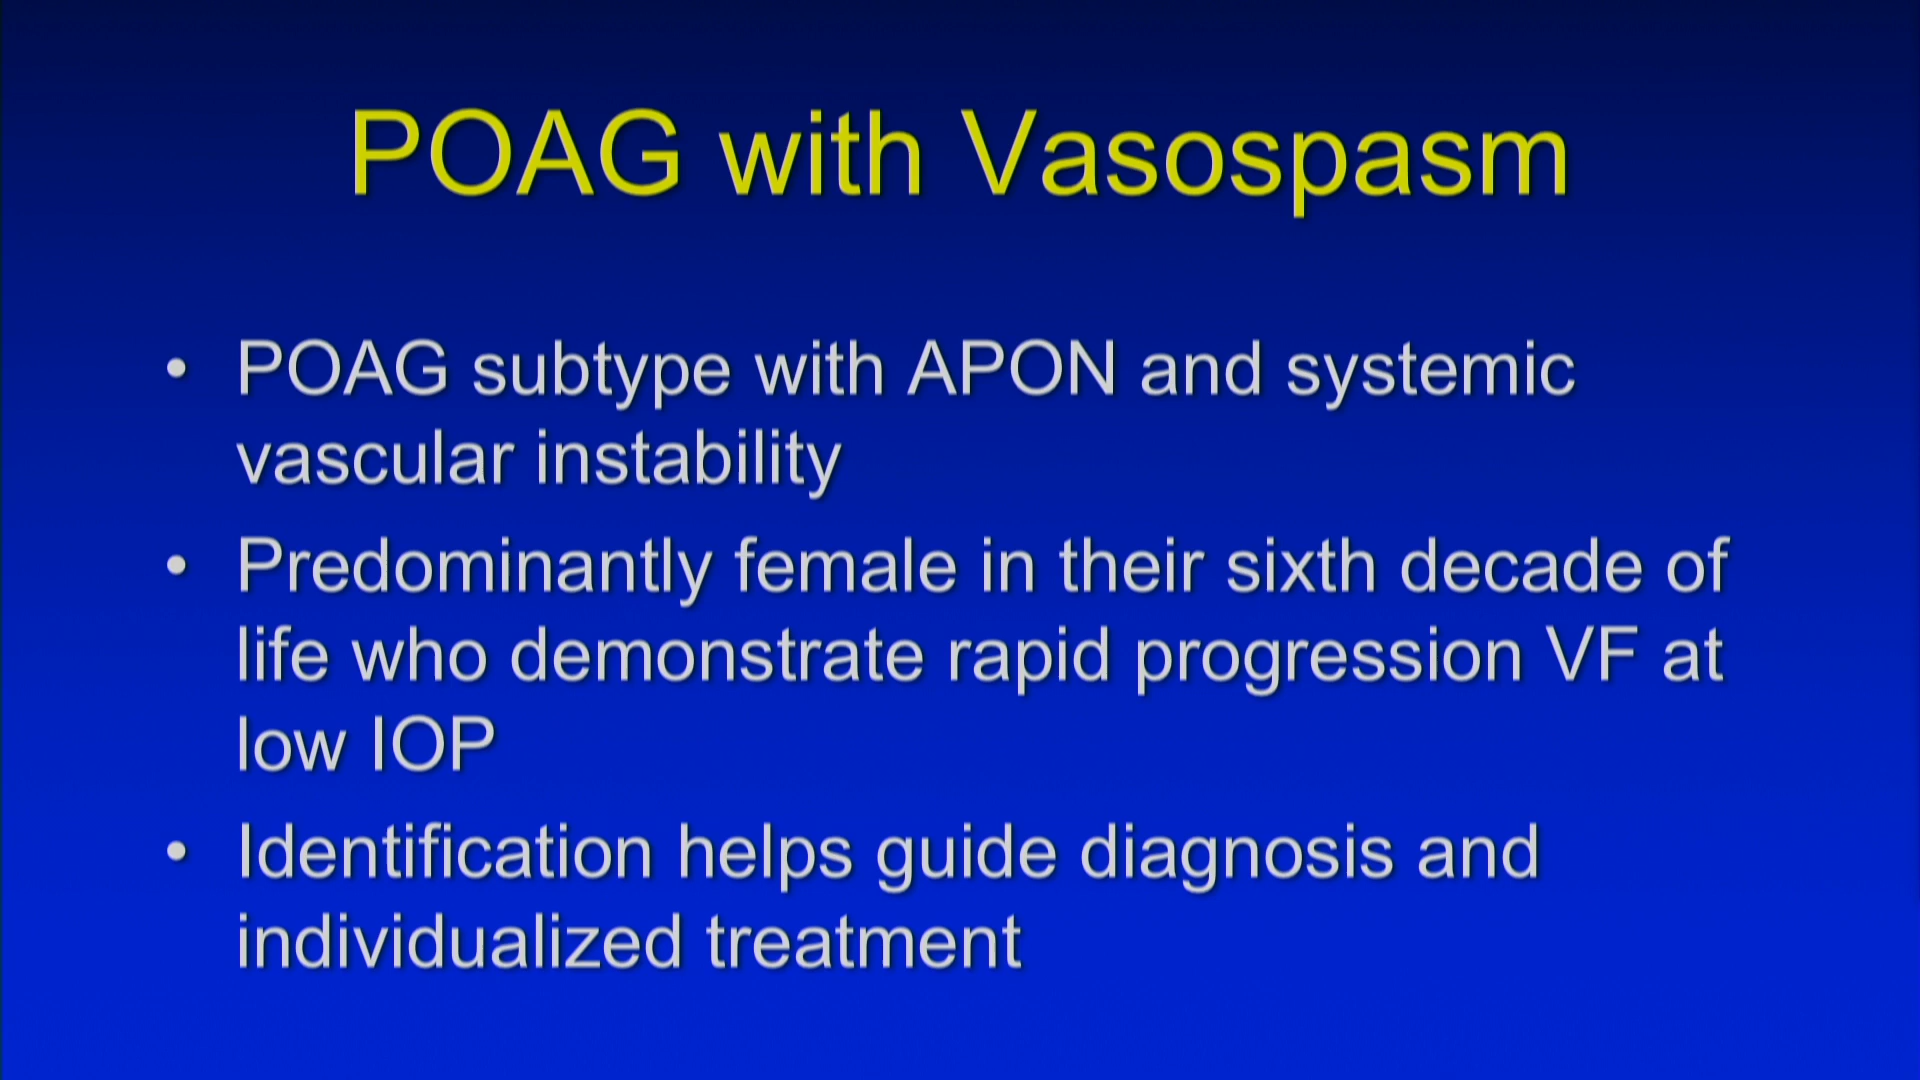 POAG with Vasospasm
• POAG subtype with APON and systemic
vascular instability
• Predominantly female in their sixth decade of
life who demonstrate rapid progression VF at
low IOP
• Identification helps guide diagnosis and
individualized treatment